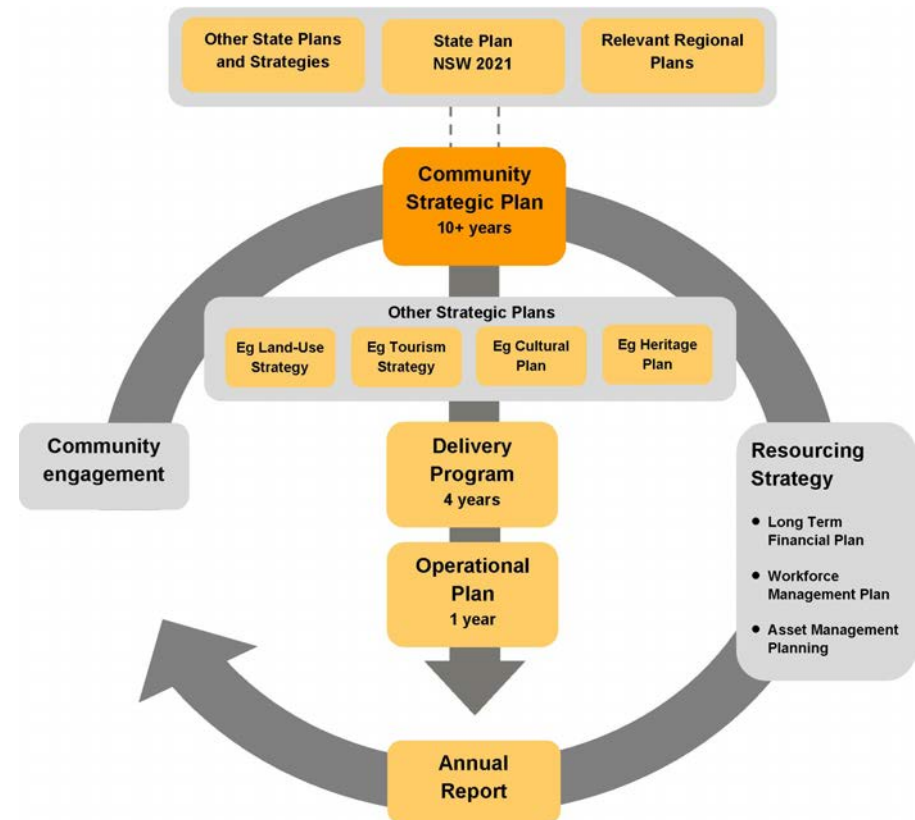 Other State Plans
and Strategies
State Plan
NSW 2021
Relevant Regional
Plans
Community
Strategic Plan
10+ years
Other Strategic Plans
Eg Land-Use
Strategy
Eg Tourism
Strategy
Eg Cultural
Plan
Eg Heritage
Plan
Community
engagement
Delivery
Program
4 years
Operational
Plan
1 year
Resourcing
Strategy
● Long Term
Financial Plan
● Workforce
Management Plan
● Asset Management
Planning
Annual
Report